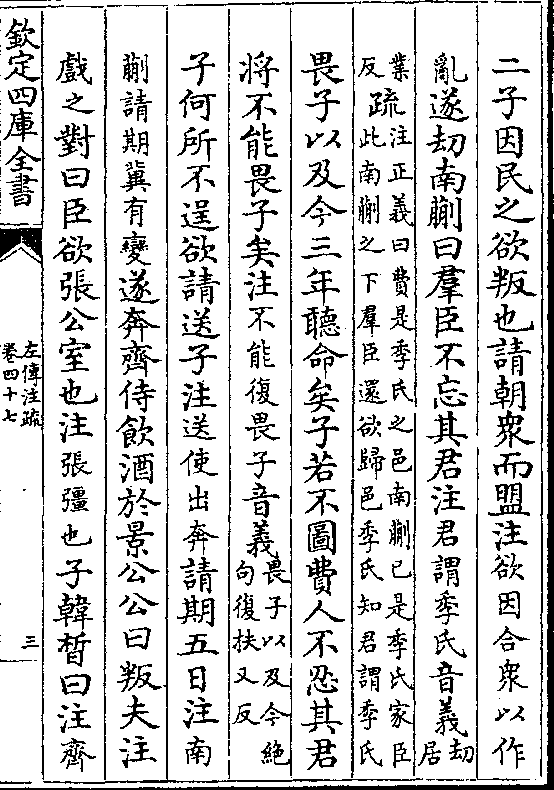 二子因民之欲叛也請朝衆而盟注欲因合衆以作
亂遂劫南蒯曰羣臣不忘其君注君謂季氏音義劫居
業反疏注正義曰費是季氏之邑南蒯已是季氏家臣
此南蒯之下羣臣還欲歸邑季氏知君謂季氏
畏子以及今三年聽命矣子若不圖費人不忍其君
將不能畏子矣注不能復畏子音義畏子以及今絶句復扶又反
子何所不逞欲請送子注送使出奔請期五日注南
蒯請期冀有變遂奔齊侍飲酒於景公公曰叛夫注
戲之對曰臣欲張公室也注張彊也子韓晳曰注齊
欽定四庫全書
左傳注疏
卷四十七
三